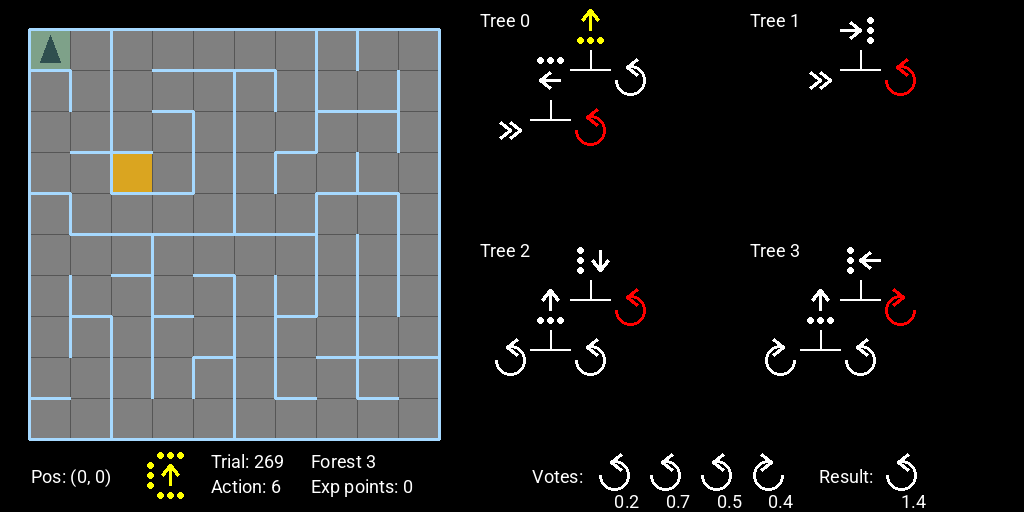 Tree 0
Tree 1
Tree 2
Tree 3
Pos: (0, 0)
Trial: 269
Forest 3
Action: 6
Exp points: 0
Votes:
0.2
0.7
0.5
0.4
Result:
1.4